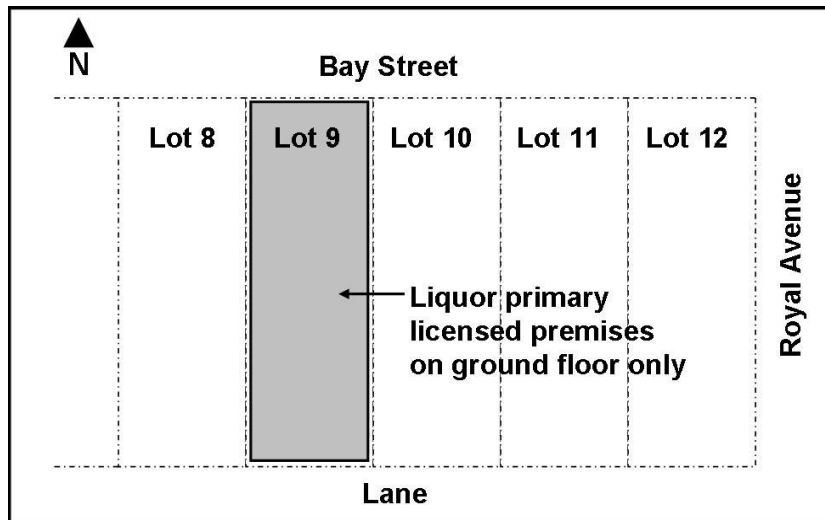 N
Bay Street
Lot 8
Lot 9
Lot 10
Lot 11
Lot 12
Royal Avenue
Liquor primary
licensed premises
on ground floor only
Lane